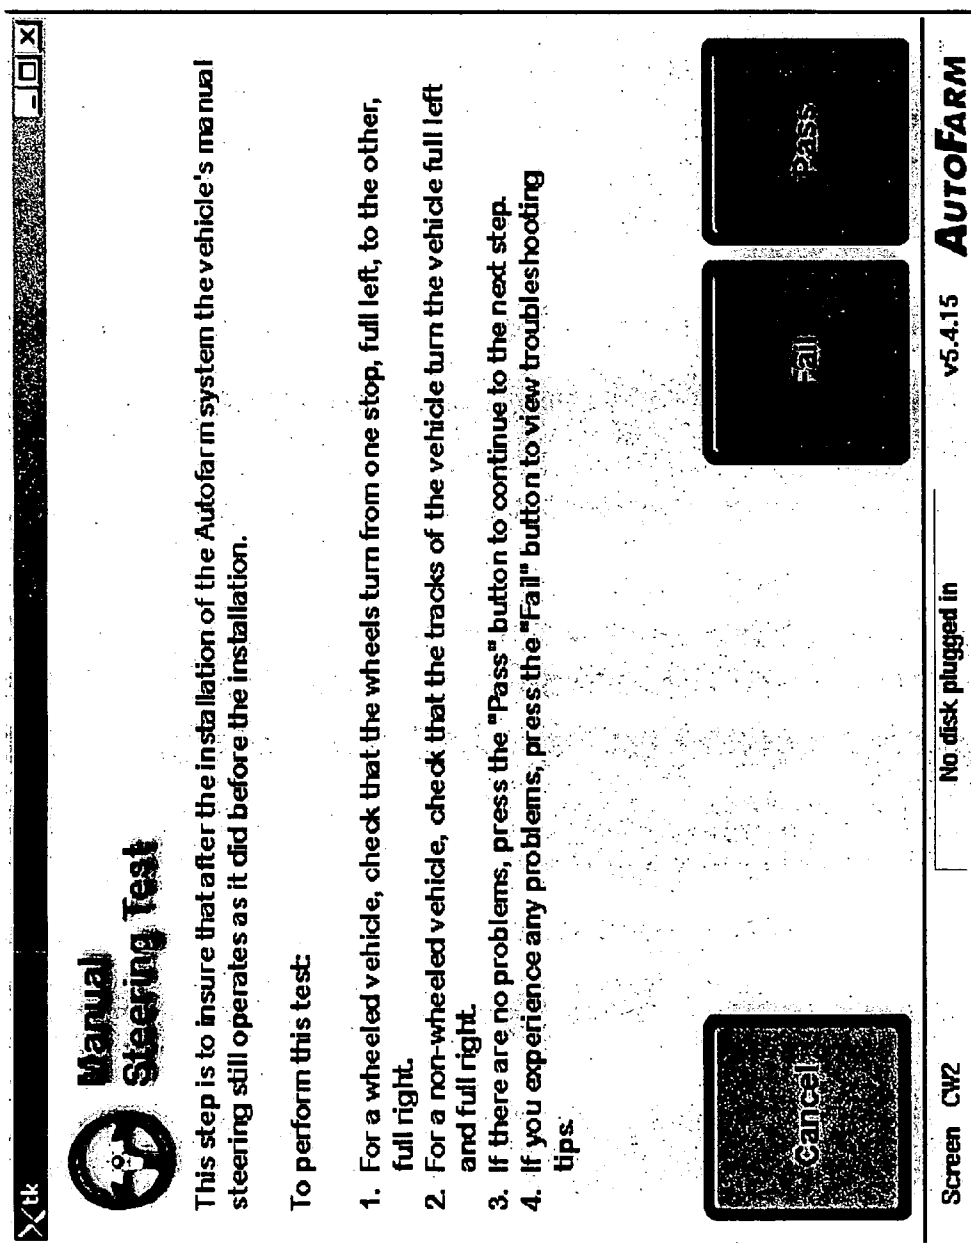 tk
Manual
Steering Test
This step is to insure that after the installation of the Autofarm system the vehicle's manual
steering still operates as it did before the installation.
To perform this test:
1. For a wheeled vehicle, check that the wheels turn from one stop, full left, to the other,
full right.
2. For a non-wheeled vehicle, check that the tracks of the vehicle turn the vehicle full left
and full right.
3. If there are no problems, press the "Pass" button to continue to the next step.
4. If you experience any problems, press the "Fail" button to view troubleshooting
tips.
Cancel
Fail
Pass
Screen CW2
No disk plugged in
v5.4.15
AUTOFARM